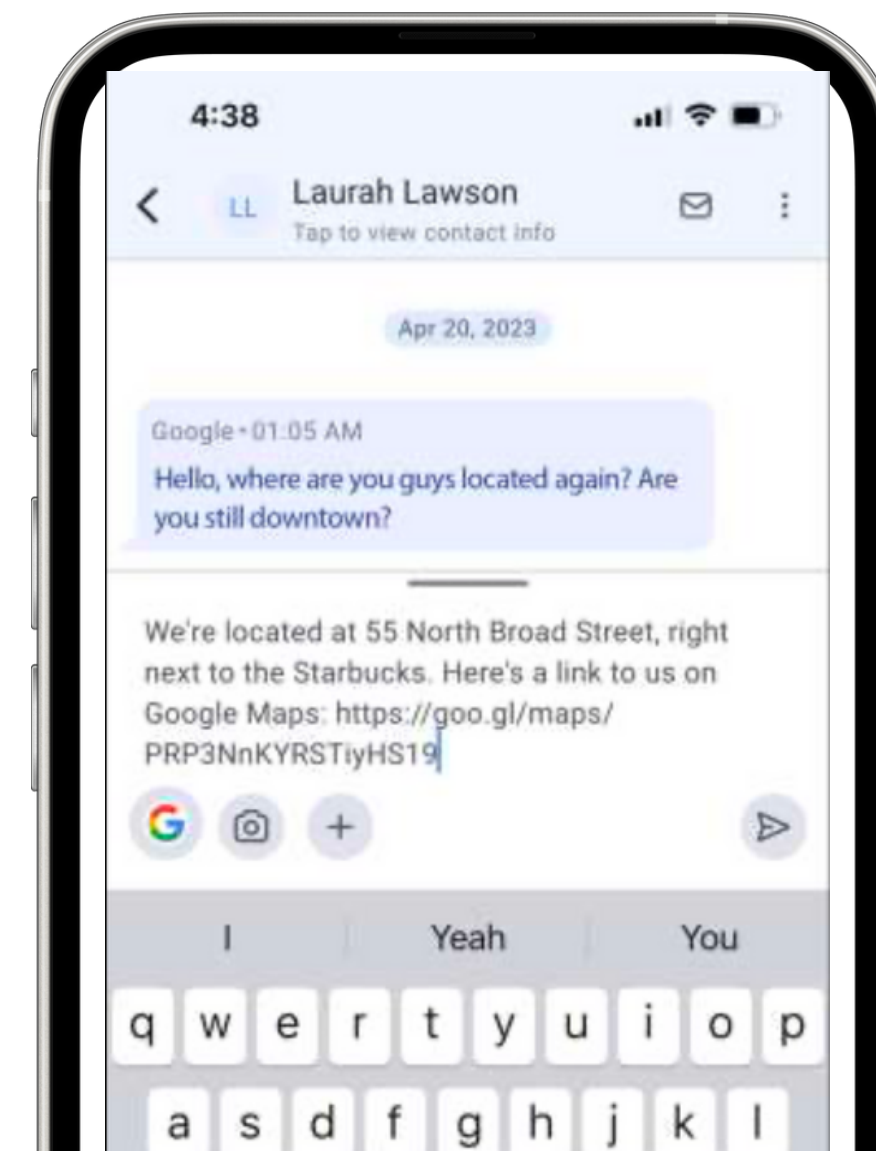 4:38
LL
Laurah Lawson
Tap to view contact info
Apr 20, 2023
Google • 01:05 AM
Hello, where are you guys located again? Are
you still downtown?
We're located at 55 North Broad Street, right
next to the Starbucks. Here's a link to us on
Google Maps: https://goo.gl/maps/
PRP3NnKYRSTiyHS19
G
I Yeah You
q w e r t y u i o p
a s d f g h j k l